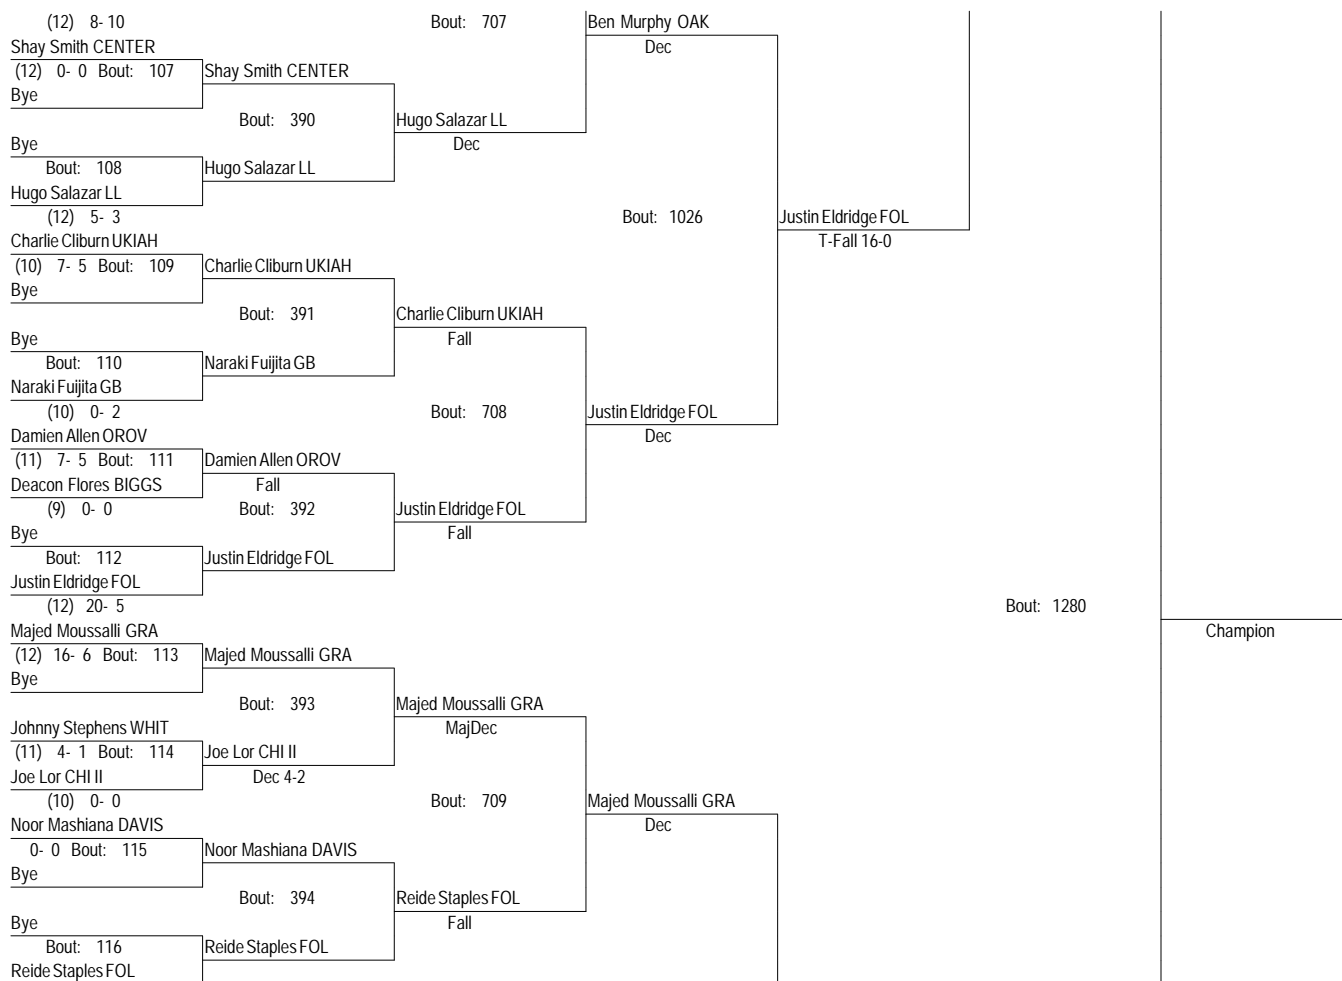 (12) 8- 10 Bout: 707 Ben Murphy OAK
Shay Smith CENTER Dec
(12) 0- 0 Bout: 107 Shay Smith CENTER
Bye
Bout: 390 Hugo Salazar LL
Bye Dec
Bout: 108 Hugo Salazar LL
Hugo Salazar LL
(12) 5- 3 Bout: 1026 Justin Eldridge FOL
Charlie Cliburn UKIAH T-Fall 16-0
(10) 7- 5 Bout: 109 Charlie Cliburn UKIAH
Bye
Bout: 391 Charlie Cliburn UKIAH
Bye Fall
Bout: 110 Naraki Fuijita GB
Naraki Fuijita GB
(10) 0- 2 Bout: 708 Justin Eldridge FOL
Damien Allen OROV Dec
(11) 7- 5 Bout: 111 Damien Allen OROV
Deacon Flores BIGGS Fall
(9) 0- 0 Bout: 392 Justin Eldridge FOL
Bye Fall
Bout: 112 Justin Eldridge FOL
Justin Eldridge FOL
(12) 20- 5 Bout: 1280
Majed Moussalli GRA Champion
(12) 16- 6 Bout: 113 Majed Moussalli GRA
Bye
Bout: 393 Majed Moussalli GRA
Johnny Stephens WHIT MajDec
(11) 4- 1 Bout: 114 Joe Lor CHI II
Joe Lor CHI II Dec 4-2
(10) 0- 0 Bout: 709 Majed Moussalli GRA
Noor Mashiana DAVIS Dec
0- 0 Bout: 115 Noor Mashiana DAVIS
Bye
Bout: 394 Reide Staples FOL
Bye Fall
Bout: 116 Reide Staples FOL
Reide Staples FOL